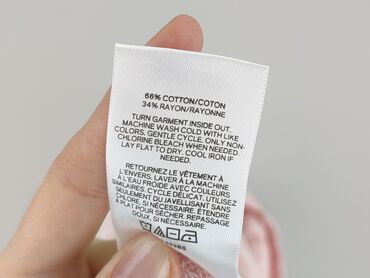 66% COTTON/COTON
34% RAYON/RAYONNE
TURN GARMENT INSIDE OUT.
MACHINE WASH COLD WITH LIKE
COLORS. GENTLE CYCLE. ONLY NON-
CHLORINE BLEACH WHEN NEEDED.
LAY FLAT TO DRY. COOL IRON IF
NEEDED.
RETOURNEZ LE VÊTEMENT À
L'ENVERS. LAVER À LA MACHINE
À L'EAU FROIDE AVEC COULEURS
SIMILAIRES. CYCLE DÉLICAT. UTILISEZ
SEULEMENT DU JAVELLISANT SANS
CHLORE SI NÉCESSAIRE. ÉTENDRE
À PLAT POUR SÉCHER. REPASSAGE
DOUX, SI NÉCESSAIRE.